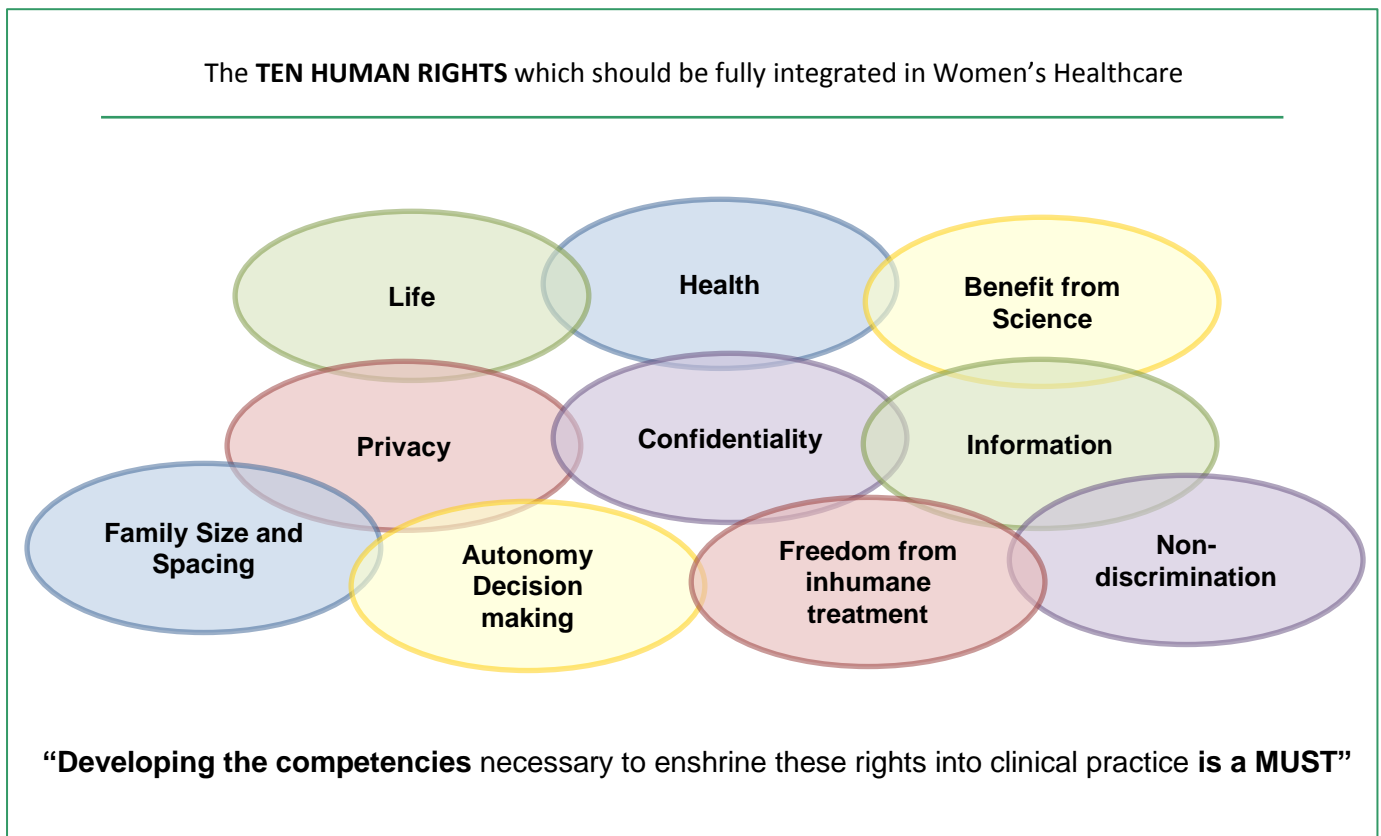 The TEN HUMAN RIGHTS which should be fully integrated in Women’s Healthcare
Life
Health
Benefit from
Science
Privacy
Confidentiality
Information
Family Size and
Spacing
Autonomy
Decision
making
Freedom from
inhumane
treatment
Non-
discrimination
“Developing the competencies necessary to enshrine these rights into clinical practice is a MUST”